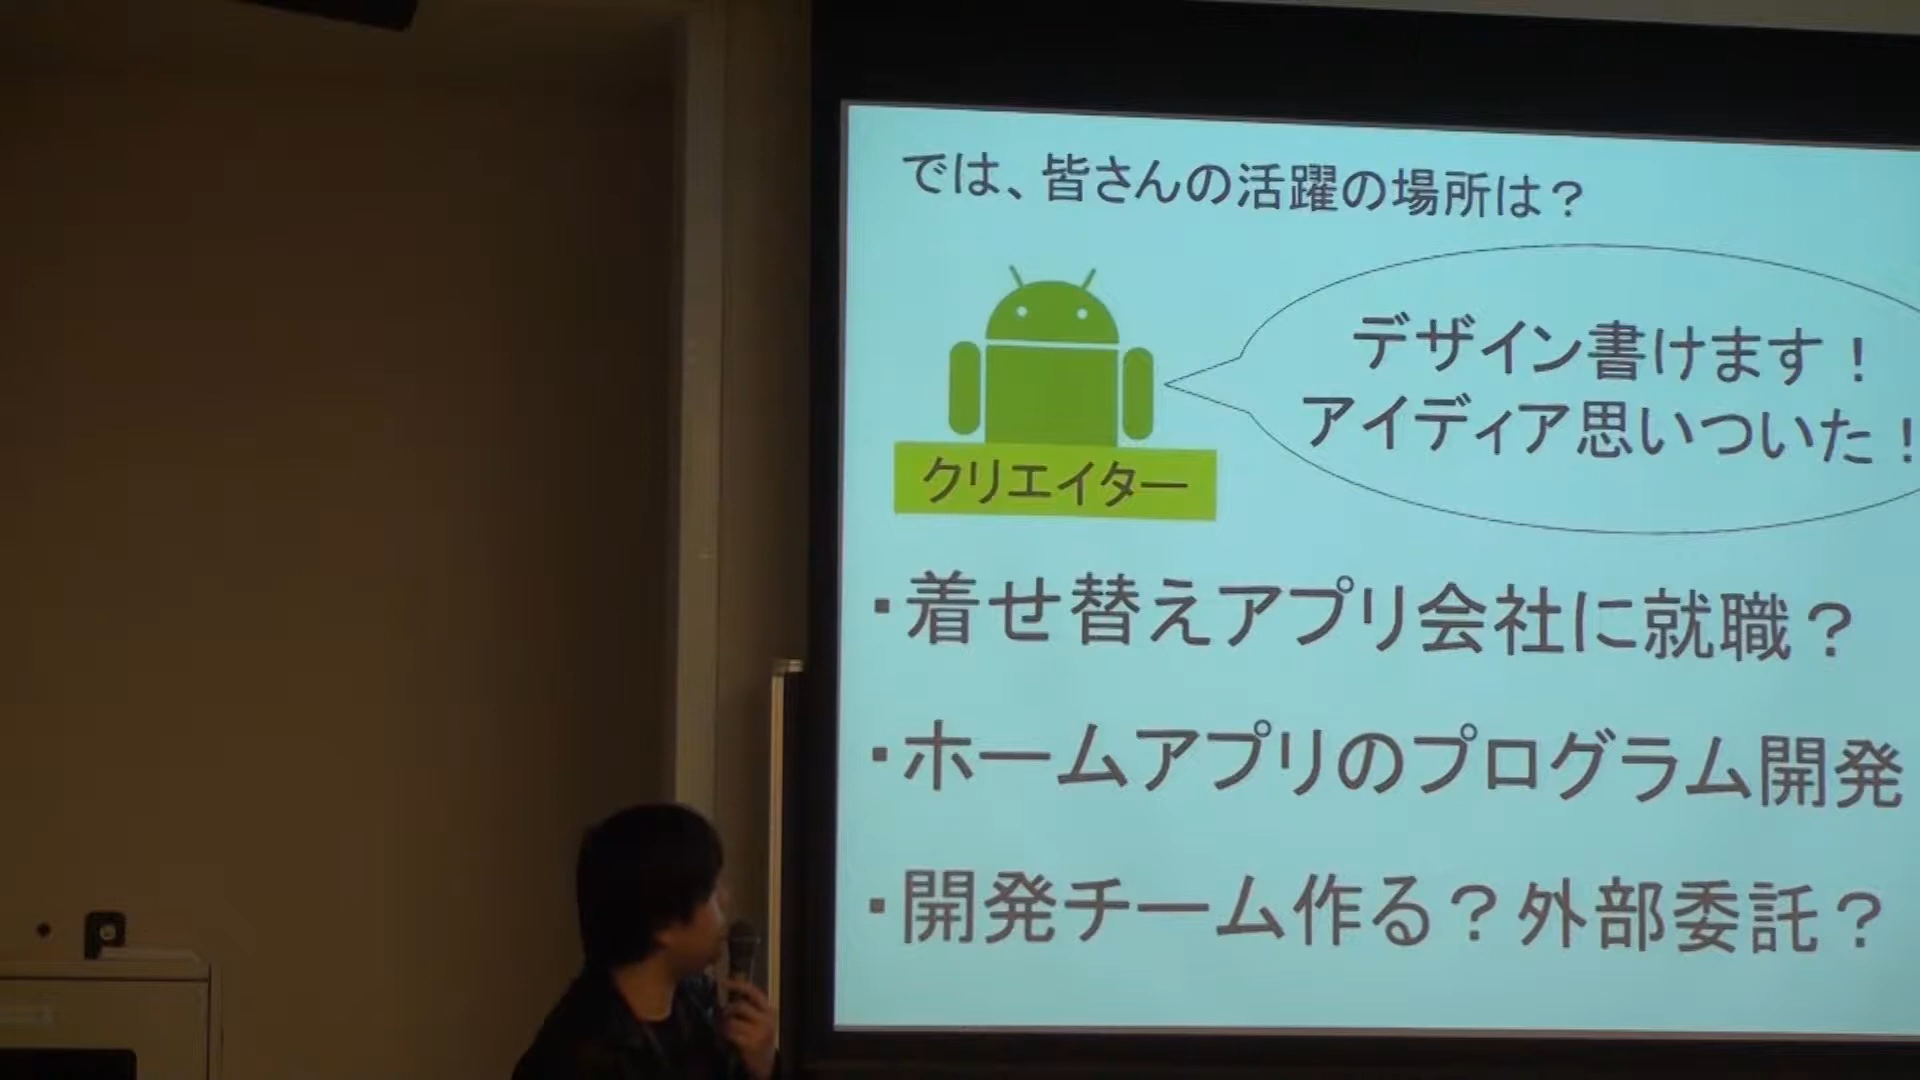 では、皆さんの活躍の場所は？
デザイン書けます！
アイディア思いついた！
クリエイター
・着せ替えアプリ会社に就職？
・ホームアプリのプログラム開発
・開発チーム作る？外部委託？